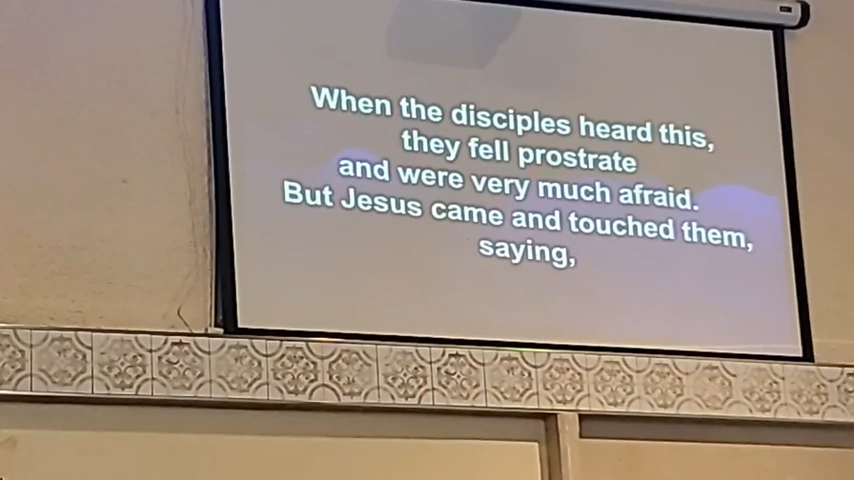 When the disciples heard this,
they fell prostrate
and were very much afraid.
But Jesus came and touched them,
saying,